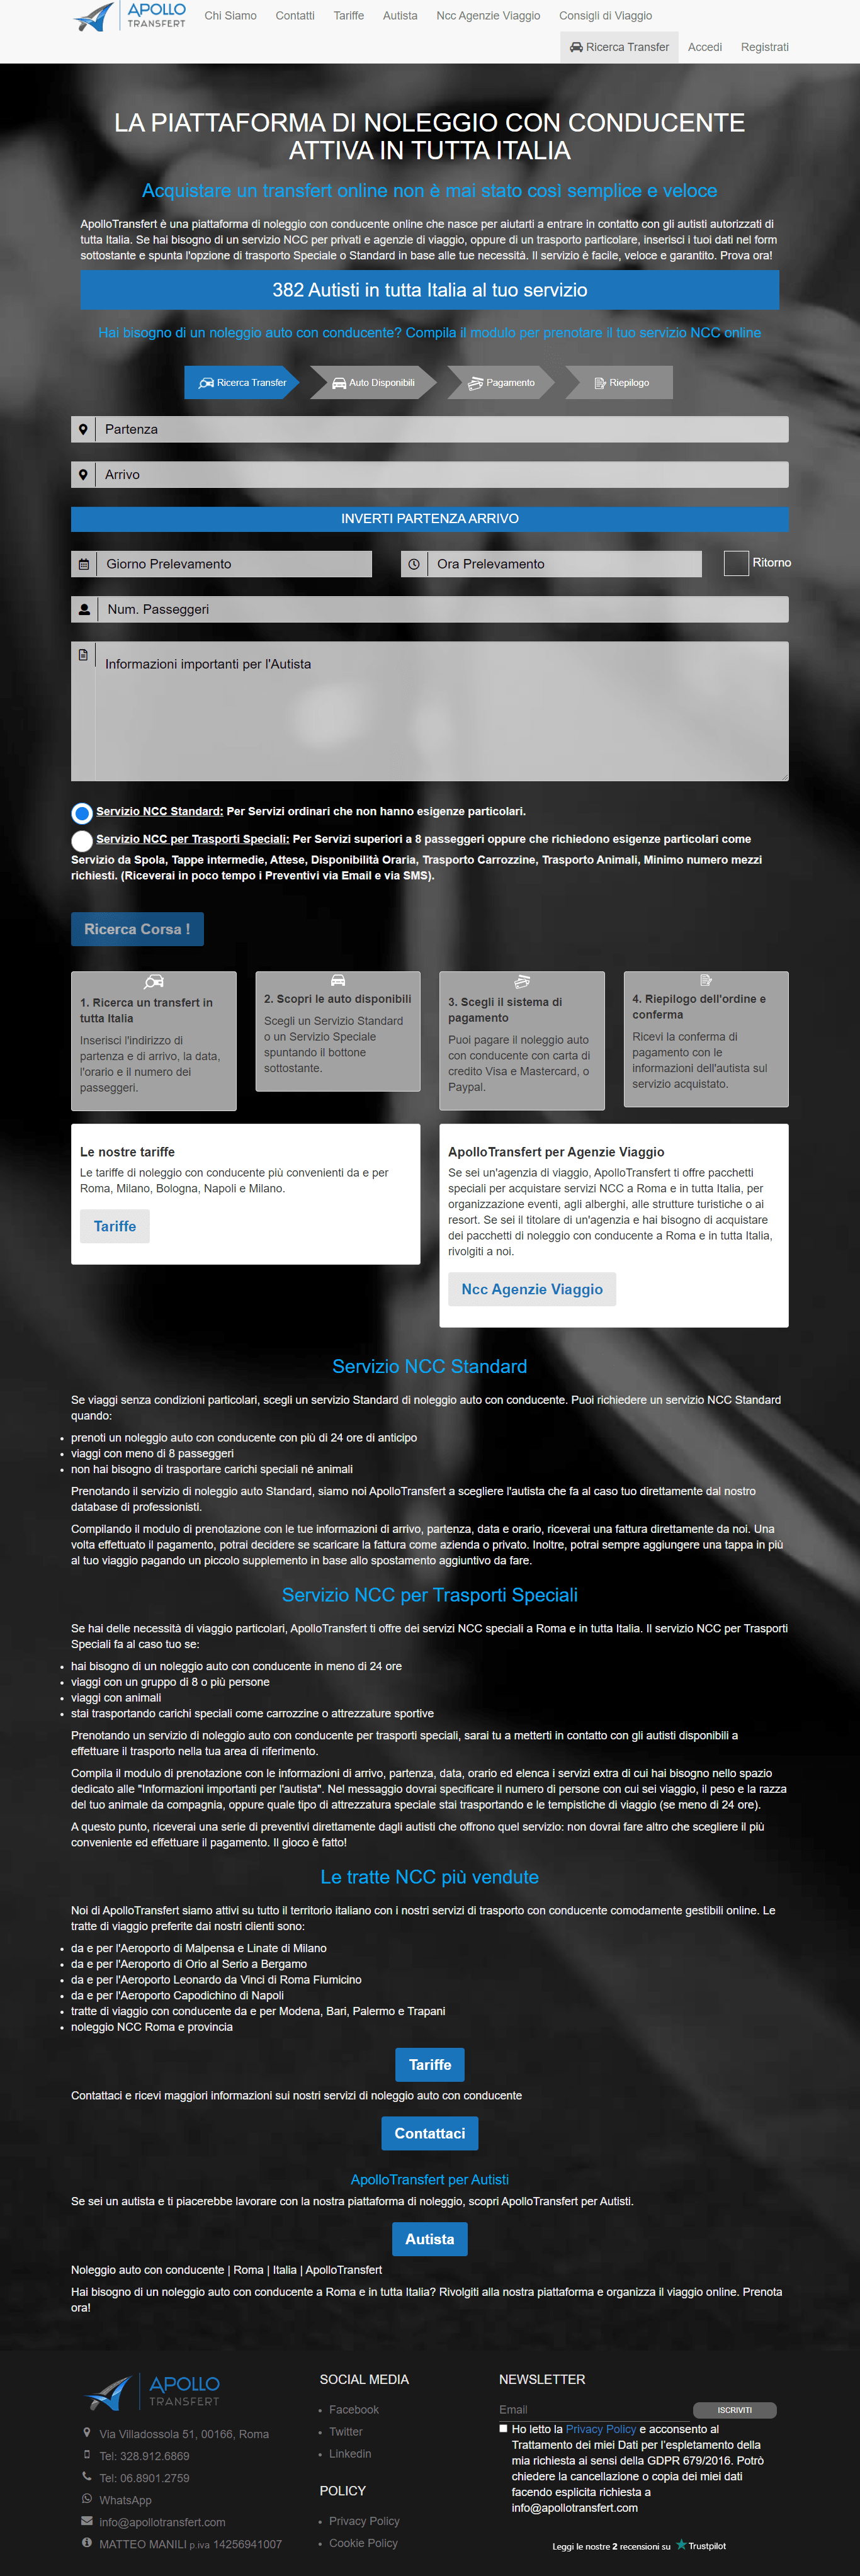 APOLLO
TRANSFERT
Chi Siamo
Contatti
Tariffe
Autista
Ncc Agenzie Viaggio
Consigli di Viaggio
Ricerca Transfer
Accedi
Registrati
LA PIATTAFORMA DI NOLEGGIO CON CONDUCENTE
ATTIVA IN TUTTA ITALIA
Acquistare un transfert online non è mai stato così semplice e veloce
ApolloTransfert è una piattaforma di noleggio con conducente online che nasce per aiutarti a entrare in contatto con gli autisti autorizzati di
tutta Italia. Se hai bisogno di un servizio NCC per privati e agenzie di viaggio, oppure di un trasporto particolare, inserisci i tuoi dati nel form
sottostante e spunta l'opzione di trasporto Speciale o Standard in base alle tue necessità. Il servizio è facile, veloce e garantito. Prova ora!
382 Autisti in tutta Italia al tuo servizio
Hai bisogno di un noleggio auto con conducente? Compila il modulo per prenotare il tuo servizio NCC online
Ricerca Transfer
Auto Disponibili
Pagamento
Riepilogo
Partenza
Arrivo
INVERTI PARTENZA ARRIVO
Giorno Prelevamento
Ora Prelevamento
Ritorno
Num. Passeggeri
Informazioni importanti per l'Autista
Servizio NCC Standard: Per Servizi ordinari che non hanno esigenze particolari.
Servizio NCC per Trasporti Speciali: Per Servizi superiori a 8 passeggeri oppure che richiedono esigenze particolari come
Servizio da Spola, Tappe intermedie, Attese, Disponibilità Oraria, Trasporto Carrozzine, Trasporto Animali, Minimo numero mezzi
richiesti. (Riceverai in poco tempo i Preventivi via Email e via SMS).
Ricerca Corsa !
1. Ricerca un transfert in
tutta Italia
Inserisci l'indirizzo di
partenza e di arrivo, la data,
l'orario e il numero dei
passeggeri.
2. Scopri le auto disponibili
Scegli un Servizio Standard
o un Servizio Speciale
spuntando il bottone
sottostante.
3. Scegli il sistema di
pagamento
Puoi pagare il noleggio auto
con conducente con carta di
credito Visa e Mastercard, o
Paypal.
4. Riepilogo dell'ordine e
conferma
Ricevi la conferma di
pagamento con le
informazioni dell'autista sul
servizio acquistato.
Le nostre tariffe
Le tariffe di noleggio con conducente più convenienti da e per
Roma, Milano, Bologna, Napoli e Milano.
Tariffe
ApolloTransfert per Agenzie Viaggio
Se sei un'agenzia di viaggio, ApolloTransfert ti offre pacchetti
speciali per acquistare servizi NCC a Roma e in tutta Italia, per
organizzazione eventi, agli alberghi, alle strutture turistiche o ai
resort. Se sei il titolare di un'agenzia e hai bisogno di acquistare
dei pacchetti di noleggio con conducente a Roma e in tutta Italia,
rivolgiti a noi.
Ncc Agenzie Viaggio
Servizio NCC Standard
Se viaggi senza condizioni particolari, scegli un servizio Standard di noleggio auto con conducente. Puoi richiedere un servizio NCC Standard
quando:
prenoti un noleggio auto con conducente con più di 24 ore di anticipo
viaggi con meno di 8 passeggeri
non hai bisogno di trasportare carichi speciali né animali
Prenotando il servizio di noleggio auto Standard, siamo noi ApolloTransfert a scegliere l'autista che fa al caso tuo direttamente dal nostro
database di professionisti.
Compilando il modulo di prenotazione con le tue informazioni di arrivo, partenza, data e orario, riceverai una fattura direttamente da noi. Una
volta effettuato il pagamento, potrai decidere se scaricare la fattura come azienda o privato. Inoltre, potrai sempre aggiungere una tappa in più
al tuo viaggio pagando un piccolo supplemento in base allo spostamento aggiuntivo da fare.
Servizio NCC per Trasporti Speciali
Se hai delle necessità di viaggio particolari, ApolloTransfert ti offre dei servizi NCC speciali a Roma e in tutta Italia. Il servizio NCC per Trasporti
Speciali fa al caso tuo se:
hai bisogno di un noleggio auto con conducente in meno di 24 ore
viaggi con un gruppo di 8 o più persone
viaggi con animali
stai trasportando carichi speciali come carrozzine o attrezzature sportive
Prenotando un servizio di noleggio auto con conducente per trasporti speciali, sarai tu a metterti in contatto con gli autisti disponibili a
effettuare il trasporto nella tua area di riferimento.
Compila il modulo di prenotazione con le informazioni di arrivo, partenza, data, orario ed elenca i servizi extra di cui hai bisogno nello spazio
dedicato alle "Informazioni importanti per l'autista". Nel messaggio dovrai specificare il numero di persone con cui sei viaggio, il peso e la razza
del tuo animale da compagnia, oppure quale tipo di attrezzatura speciale stai trasportando e le tempistiche di viaggio (se meno di 24 ore).
A questo punto, riceverai una serie di preventivi direttamente dagli autisti che offrono quel servizio: non dovrai fare altro che scegliere il più
conveniente ed effettuare il pagamento. Il gioco è fatto!
Le tratte NCC più vendute
Noi di ApolloTransfert siamo attivi su tutto il territorio italiano con i nostri servizi di trasporto con conducente comodamente gestibili online. Le
tratte di viaggio preferite dai nostri clienti sono:
da e per l'Aeroporto di Malpensa e Linate di Milano
da e per l'Aeroporto di Orio al Serio a Bergamo
da e per l'Aeroporto Leonardo da Vinci di Roma Fiumicino
da e per l'Aeroporto Capodichino di Napoli
tratte di viaggio con conducente da e per Modena, Bari, Palermo e Trapani
noleggio NCC Roma e provincia
Tariffe
Contattaci e ricevi maggiori informazioni sui nostri servizi di noleggio auto con conducente
Contattaci
ApolloTransfert per Autisti
Se sei un autista e ti piacerebbe lavorare con la nostra piattaforma di noleggio, scopri ApolloTransfert per Autisti.
Autista
Noleggio auto con conducente | Roma | Italia | ApolloTransfert
Hai bisogno di un noleggio auto con conducente a Roma e in tutta Italia? Rivolgiti alla nostra piattaforma e organizza il viaggio online. Prenota
ora!
APOLLO
TRANSFERT
Via Villadossola 51, 00166, Roma
Tel: 328.912.6869
Tel: 06.8901.2759
WhatsApp
info@apollotransfert.com
MATTEO MANILI p.iva 14256941007
SOCIAL MEDIA
Facebook
Twitter
Linkedin
POLICY
Privacy Policy
Cookie Policy
NEWSLETTER
Email
ISCRIVITI
Ho letto la Privacy Policy e acconsento al
Trattamento dei miei Dati per l'espletamento della
mia richiesta ai sensi della GDPR 679/2016. Potrò
chiedere la cancellazione o copia dei miei dati
facendo esplicita richiesta a
info@apollotransfert.com
Leggi le nostre 2 recensioni su Trustpilot